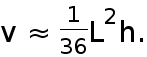 v ≈ 1/36 L²h.